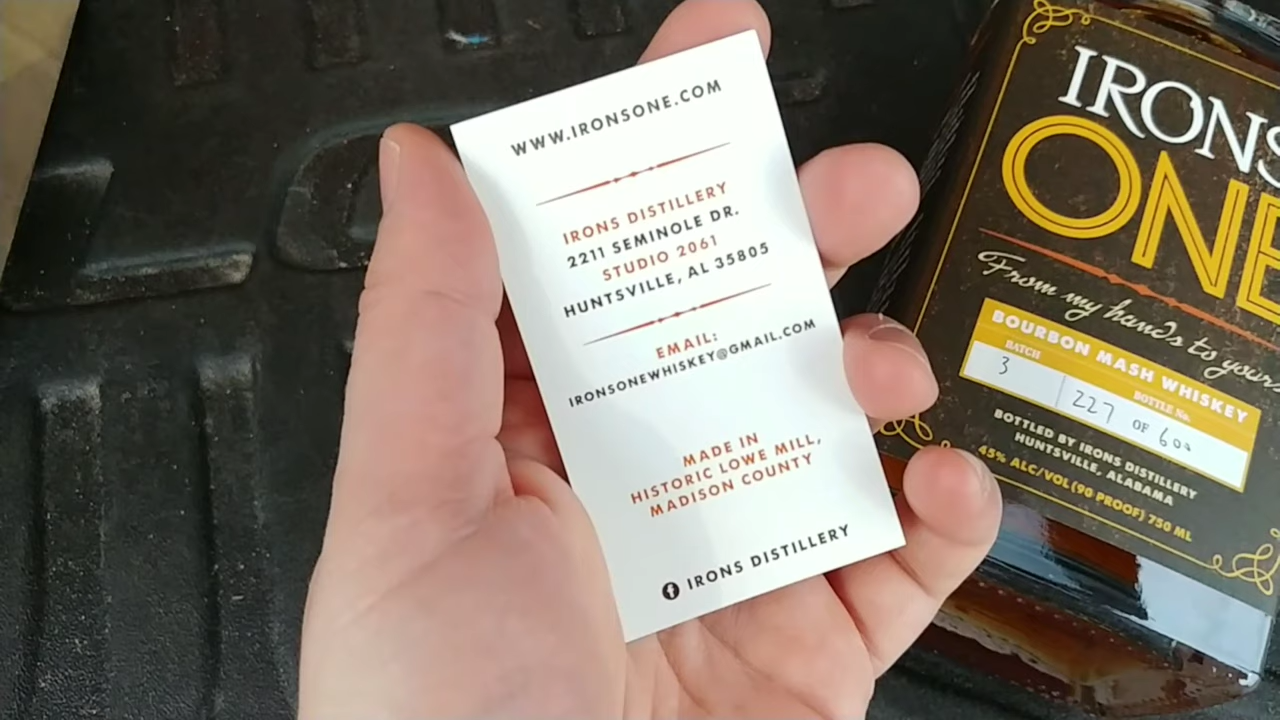 WWW.IRONSONE.COM
IRONS DISTILLERY
2211 SEMINOLE DR.
STUDIO 2061
HUNTSVILLE, AL 35805
EMAIL:
IRONSONEWHISKEY@GMAIL.COM
MADE IN
HISTORIC LOWE MILL,
MADISON COUNTY
f IRONS DISTILLERY
IRONS
ONE
From my hands to your
BOURBON MASH WHISKEY
BATCH BOTTLE No.
3 227 OF 600
BOTTLED BY IRONS DISTILLERY
HUNTSVILLE, ALABAMA
45% ALC/VOL (90 PROOF) 750 ML